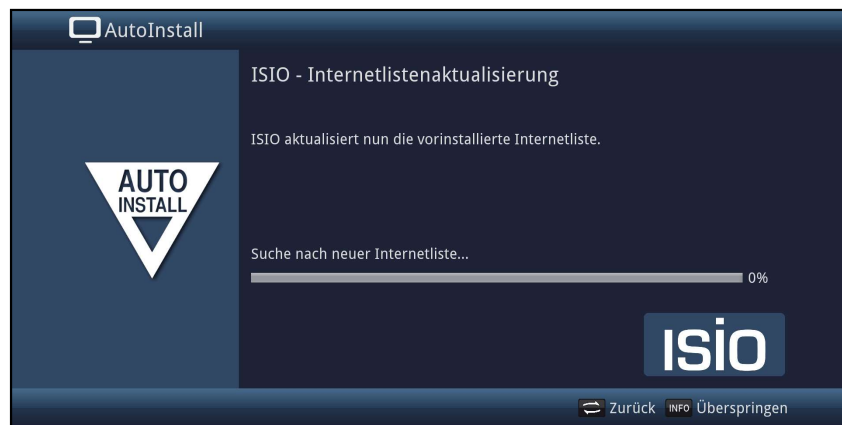 AutoInstall
ISIO - Internetlistenaktualisierung
ISIO aktualisiert nun die vorinstallierte Internetliste.
AUTO
INSTALL
Suche nach neuer Internetliste...
0%
ISIO
Zurück INFO Überspringen